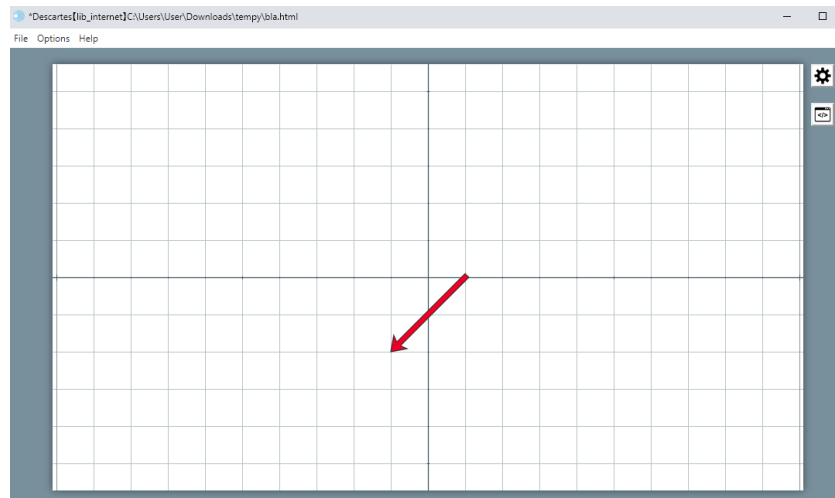 *Descartes【lib_internet】C:\Users\User\Downloads\tempy\bla.html
File Options Help
</>